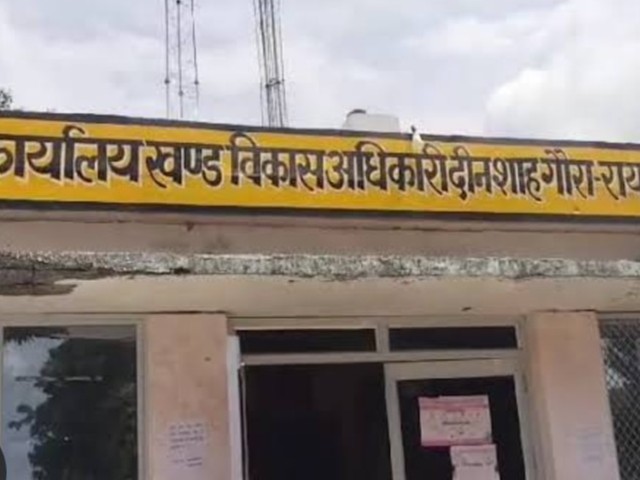 कार्यालय खण्ड विकास अधिकारी दीनशाह गौरा-राय